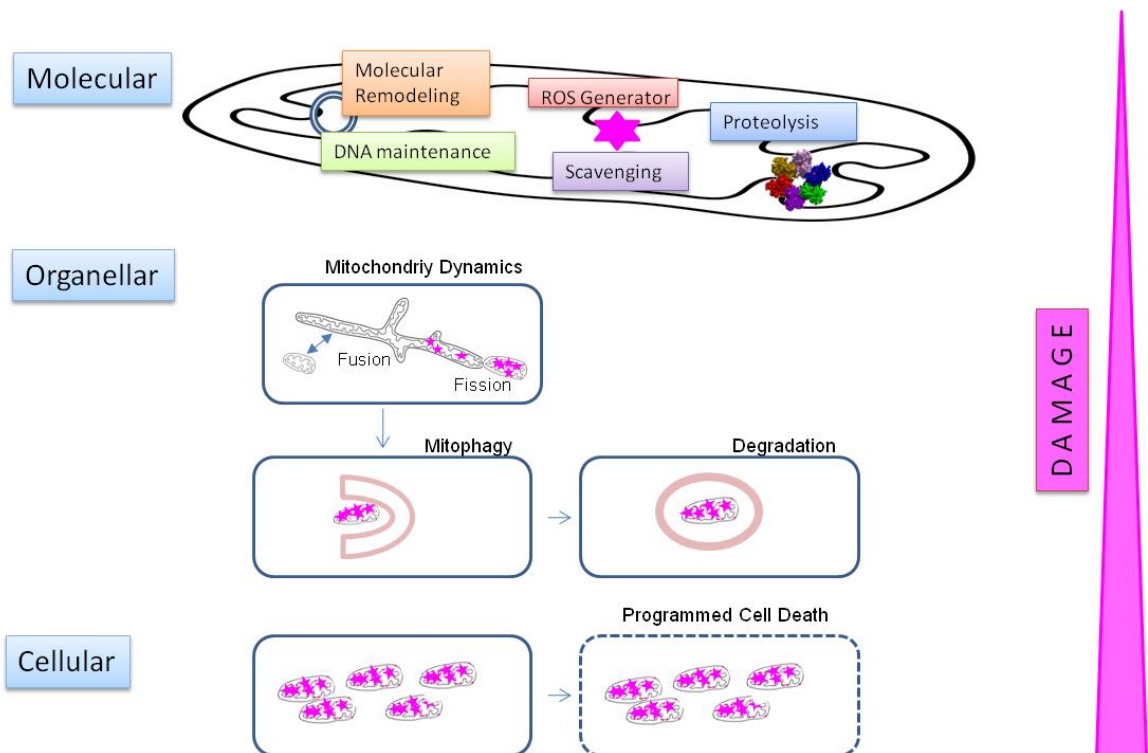 Molecular
Molecular
Remodeling
ROS Generator
Proteolysis
DNA maintenance
Scavenging
Organellar
Mitochondriy Dynamics
Fusion
Fission
Mitophagy
Degradation
DAMAGE
Programmed Cell Death
Cellular